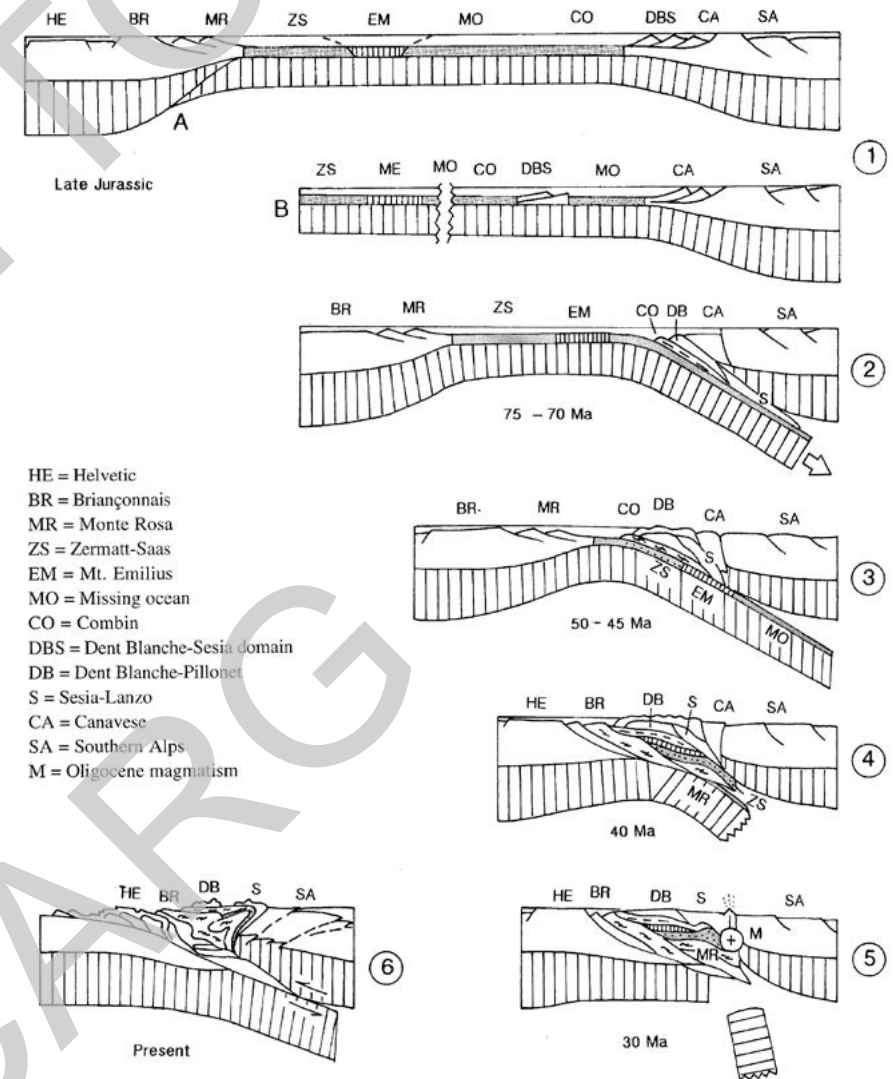 HE BR MR ZS EM MO CO DBS CA SA
A
1
Late Jurassic
ZS ME MO CO DBS MO CA SA
B
BR MR ZS EM CO DB CA SA
S
2
75 – 70 Ma
HE = Helvetic
BR = Briançonnais
MR = Monte Rosa
ZS = Zermatt-Saas
EM = Mt. Emilius
MO = Missing ocean
CO = Combin
DBS = Dent Blanche-Sesia domain
DB = Dent Blanche-Pillonet
S = Sesia-Lanzo
CA = Canavese
SA = Southern Alps
M = Oligocene magmatism
BR. MR CO DB CA SA
S
ZS
EM
MO
3
50 - 45 Ma
HE BR DB S CA SA
MR
ZS
4
40 Ma
HE BR DB S SA
M
MR
5
30 Ma
HE BR DB S SA
6
Present
CARG